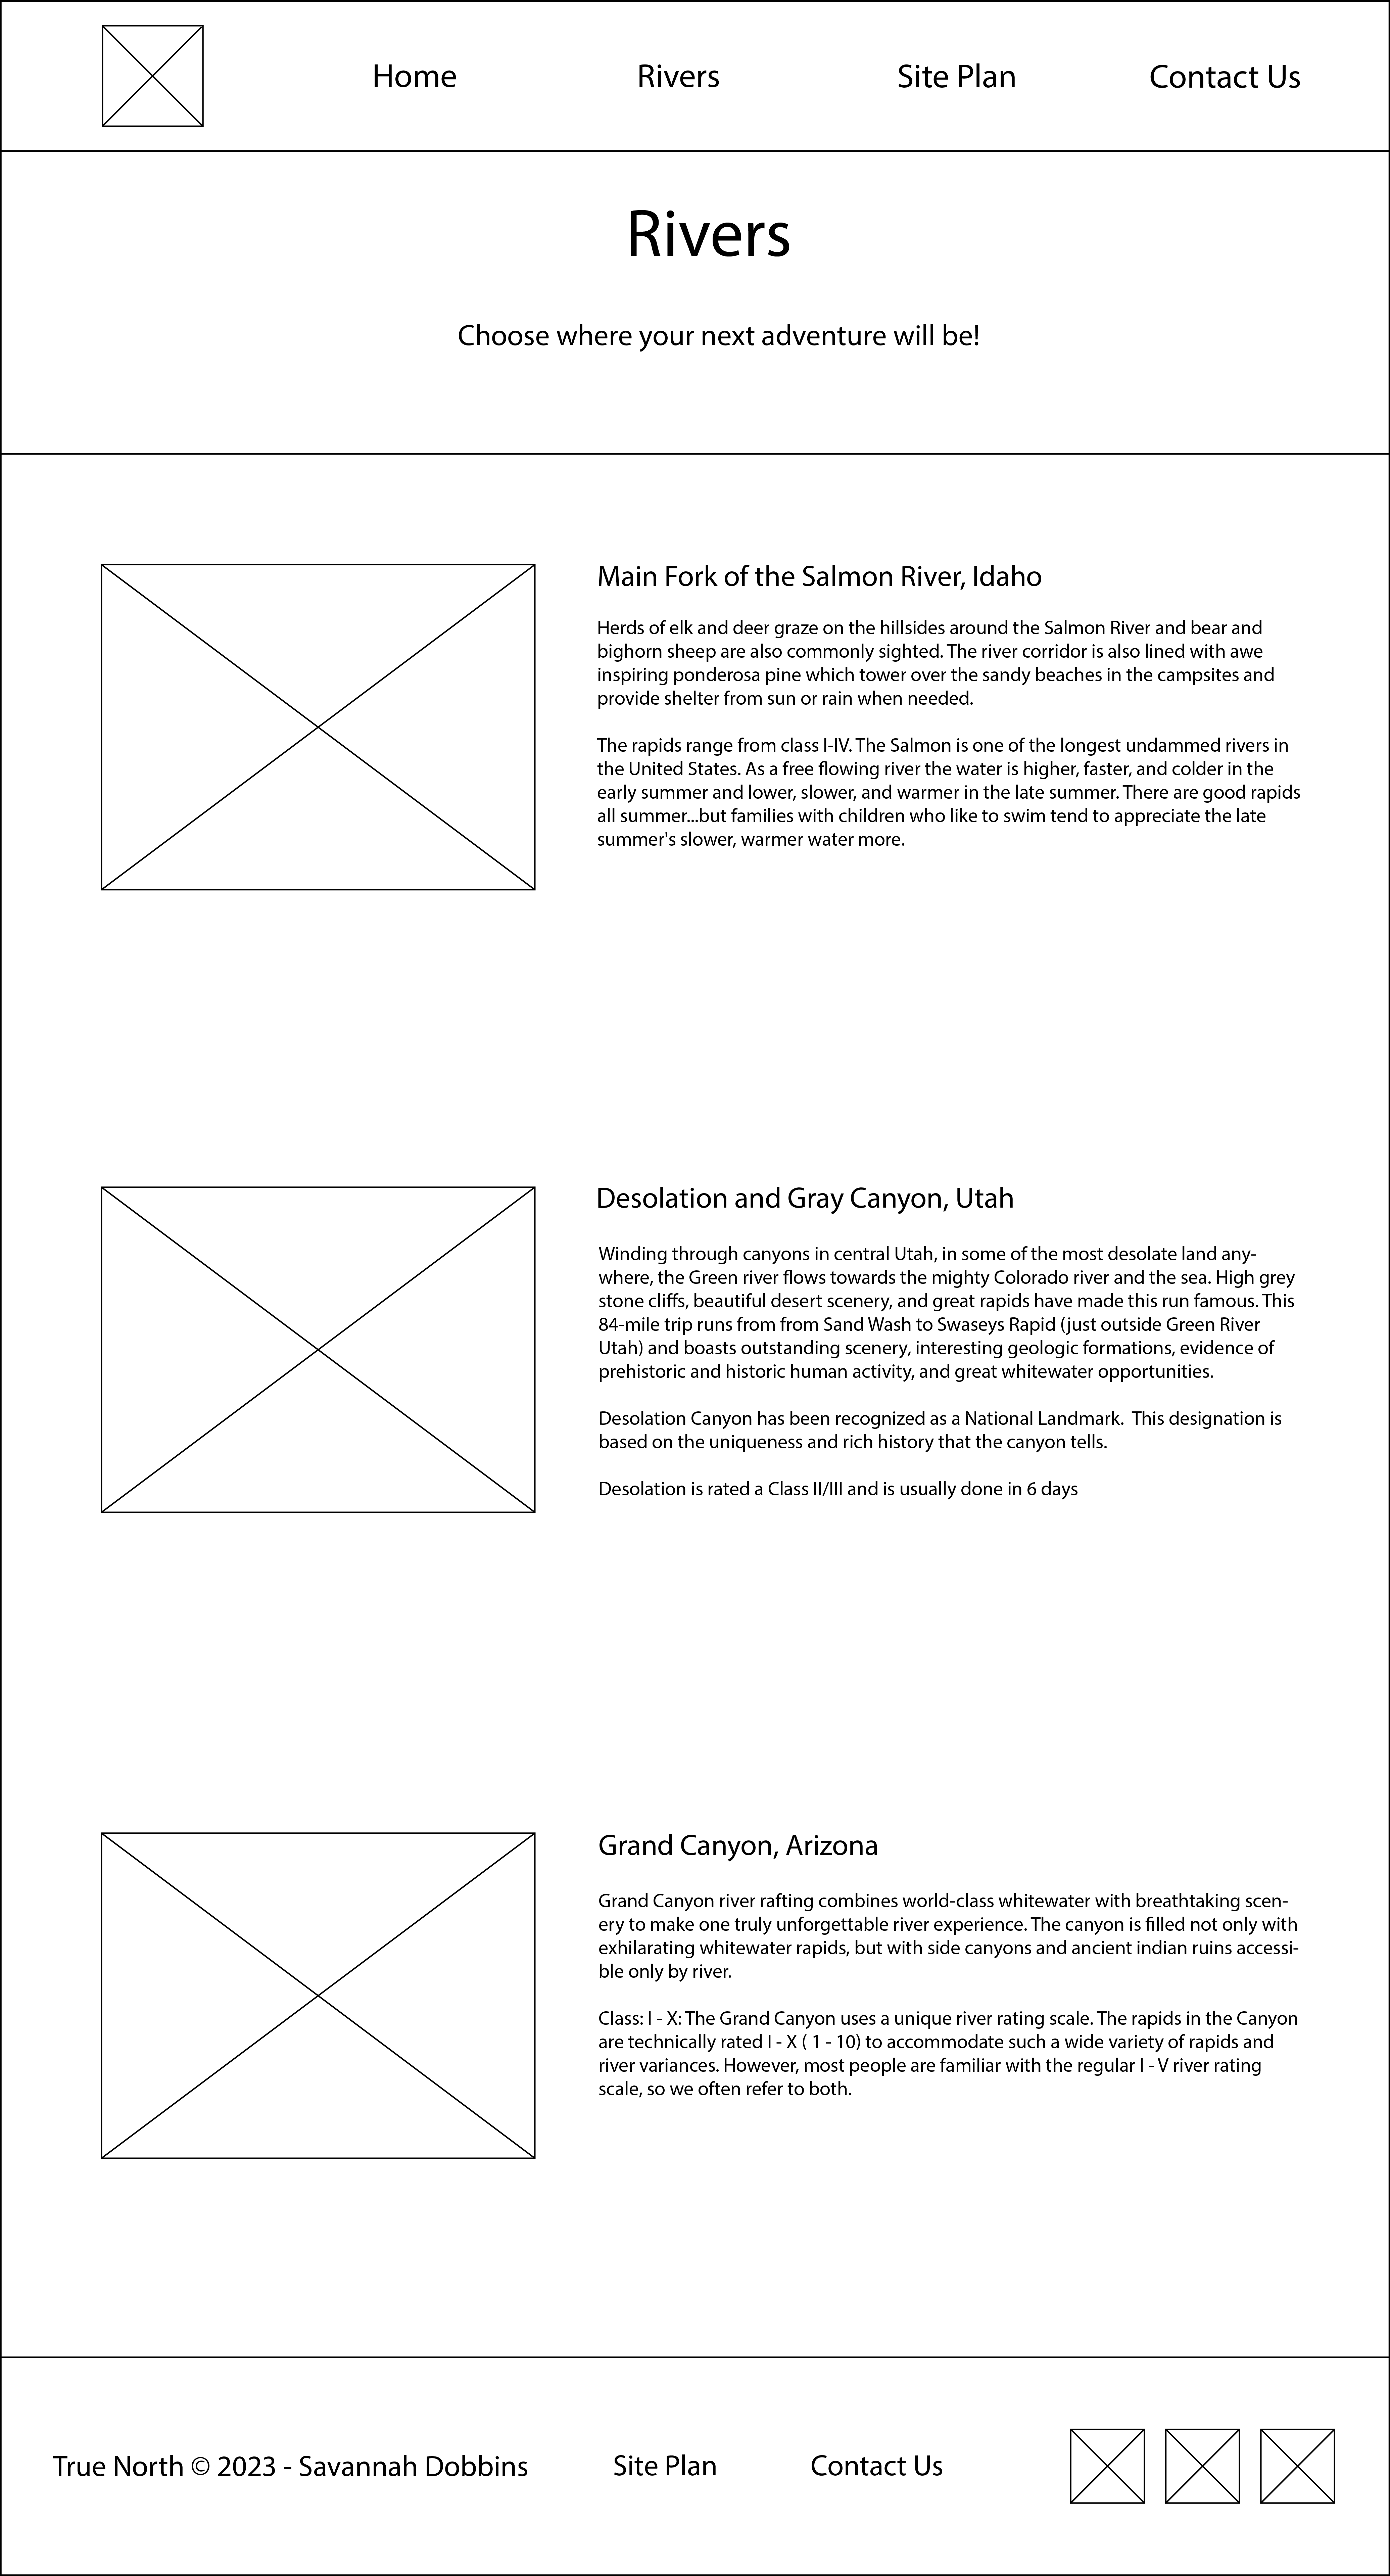 Home Rivers Site Plan Contact Us
Rivers
Choose where your next adventure will be!
Main Fork of the Salmon River, Idaho
Herds of elk and deer graze on the hillsides around the Salmon River and bear and
bighorn sheep are also commonly sighted. The river corridor is also lined with awe
inspiring ponderosa pine which tower over the sandy beaches in the campsites and
provide shelter from sun or rain when needed.
The rapids range from class I-IV. The Salmon is one of the longest undammed rivers in
the United States. As a free flowing river the water is higher, faster, and colder in the
early summer and lower, slower, and warmer in the late summer. There are good rapids
all summer...but families with children who like to swim tend to appreciate the late
summer's slower, warmer water more.
Desolation and Gray Canyon, Utah
Winding through canyons in central Utah, in some of the most desolate land any-
where, the Green river flows towards the mighty Colorado river and the sea. High grey
stone cliffs, beautiful desert scenery, and great rapids have made this run famous. This
84-mile trip runs from from Sand Wash to Swaseys Rapid (just outside Green River
Utah) and boasts outstanding scenery, interesting geologic formations, evidence of
prehistoric and historic human activity, and great whitewater opportunities.
Desolation Canyon has been recognized as a National Landmark.  This designation is
based on the uniqueness and rich history that the canyon tells.
Desolation is rated a Class II/III and is usually done in 6 days
Grand Canyon, Arizona
Grand Canyon river rafting combines world-class whitewater with breathtaking scen-
ery to make one truly unforgettable river experience. The canyon is filled not only with
exhilarating whitewater rapids, but with side canyons and ancient indian ruins accessi-
ble only by river.
Class: I - X: The Grand Canyon uses a unique river rating scale. The rapids in the Canyon
are technically rated I - X ( 1 - 10) to accommodate such a wide variety of rapids and
river variances. However, most people are familiar with the regular I - V river rating
scale, so we often refer to both.
True North © 2023 - Savannah Dobbins Site Plan Contact Us